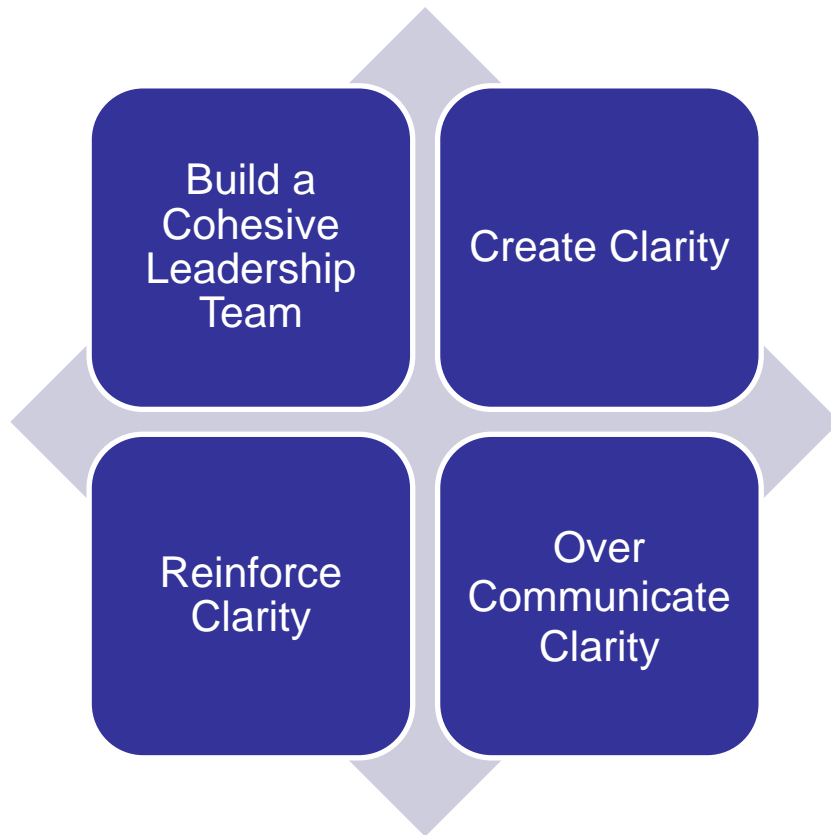 Build a
Cohesive
Leadership
Team
Create Clarity
Reinforce
Clarity
Over
Communicate
Clarity